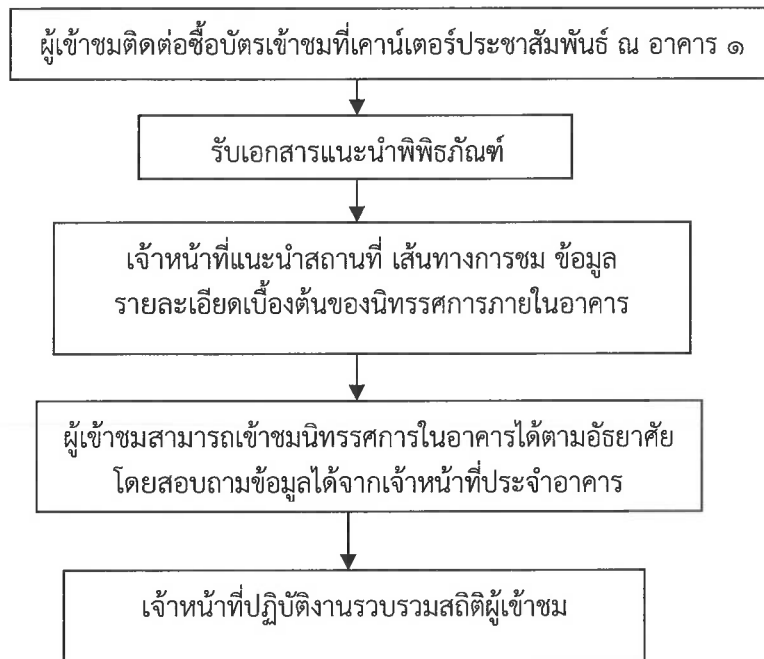 ผู้เข้าชมติดต่อซื้อบัตรเข้าชมที่เคาน์เตอร์ประชาสัมพันธ์ ณ อาคาร ๑
รับเอกสารแนะนำพิพิธภัณฑ์
เจ้าหน้าที่แนะนำสถานที่ เส้นทางการชม ข้อมูล
รายละเอียดเบื้องต้นของนิทรรศการภายในอาคาร
ผู้เข้าชมสามารถเข้าชมนิทรรศการในอาคารได้ตามอัธยาศัย
โดยสอบถามข้อมูลได้จากเจ้าหน้าที่ประจำอาคาร
เจ้าหน้าที่ปฏิบัติงานรวบรวมสถิติผู้เข้าชม